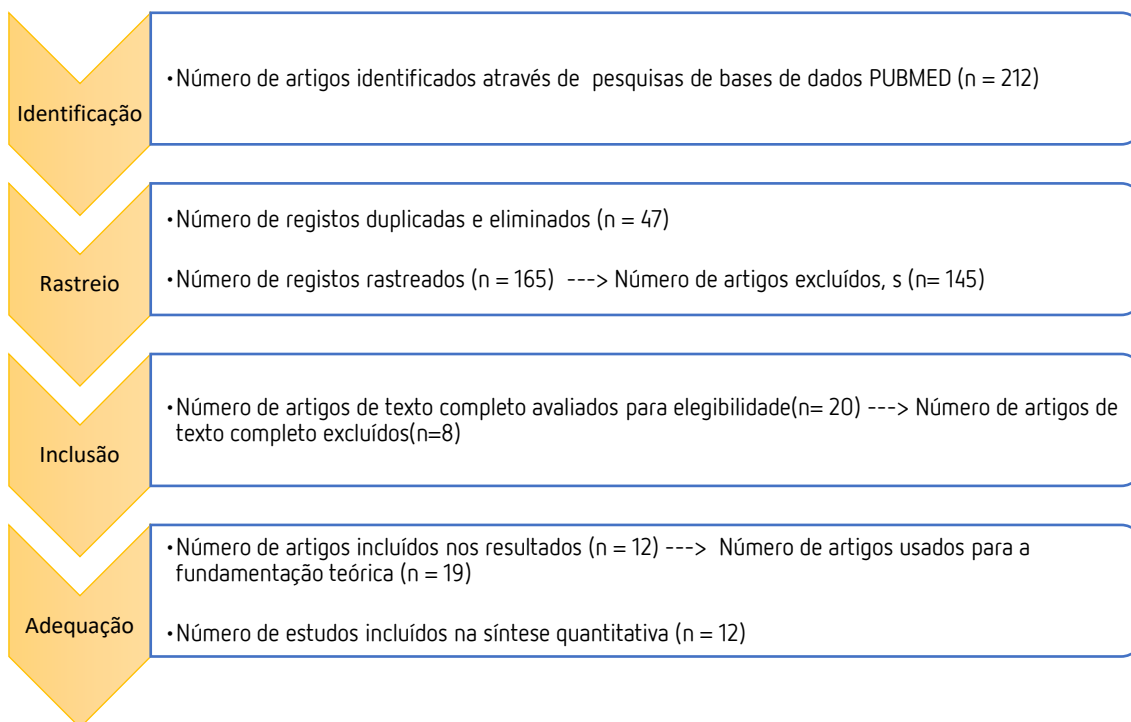 Identificação
•Número de artigos identificados através de pesquisas de bases de dados PUBMED (n = 212)
Rastreio
•Número de registos duplicadas e eliminados (n = 47)
•Número de registos rastreados (n = 165) ---> Número de artigos excluídos, s (n= 145)
Inclusão
•Número de artigos de texto completo avaliados para elegibilidade(n= 20) ---> Número de artigos de
texto completo excluídos(n=8)
Adequação
•Número de artigos incluídos nos resultados (n = 12) ---> Número de artigos usados para a
fundamentação teórica (n = 19)
•Número de estudos incluídos na síntese quantitativa (n = 12)